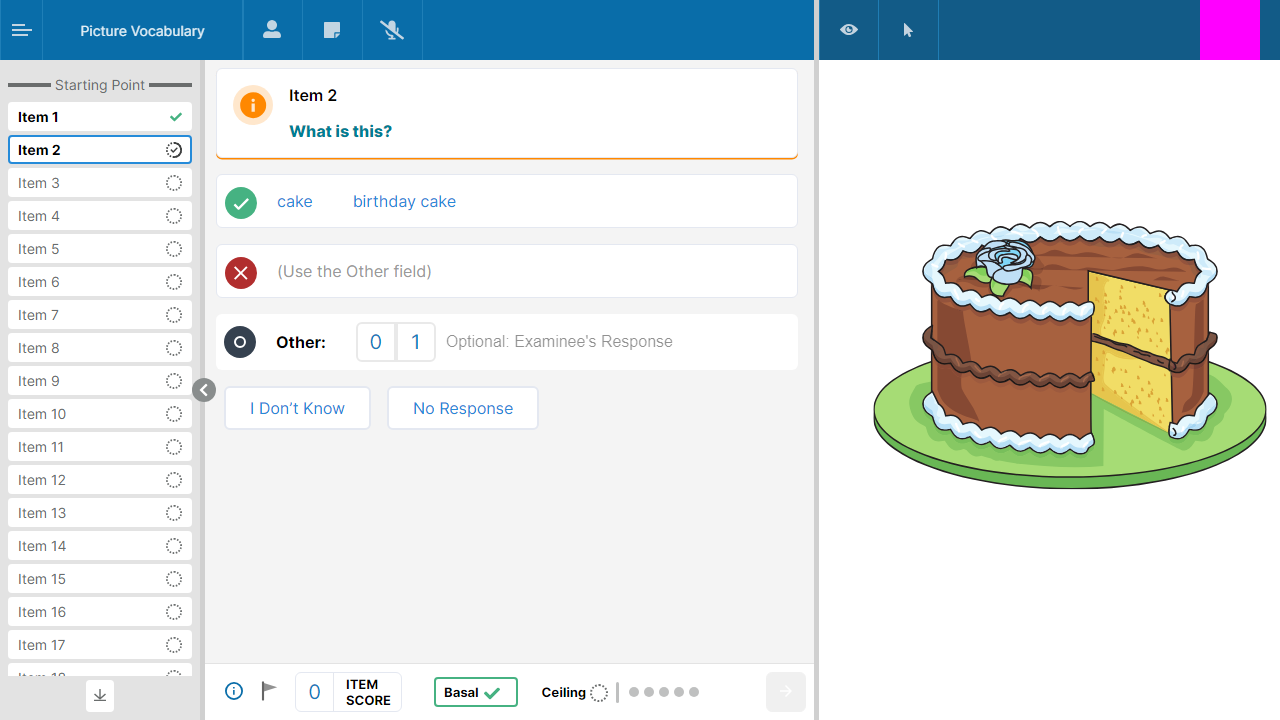 Picture Vocabulary
Starting Point
Item 1
Item 2
Item 3
Item 4
Item 5
Item 6
Item 7
Item 8
Item 9
Item 10
Item 11
Item 12
Item 13
Item 14
Item 15
Item 16
Item 17
Item 2
What is this?
cake birthday cake
(Use the Other field)
Other: 0 1 Optional: Examinee's Response
I Don’t Know No Response
0 ITEM SCORE Basal Ceiling